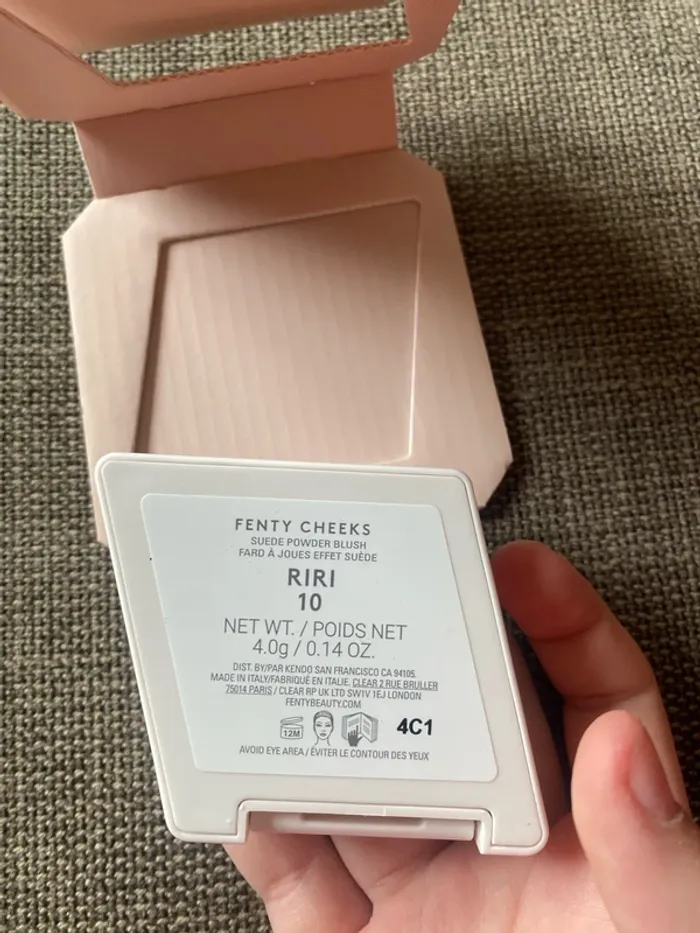 FENTY CHEEKS
SUEDE POWDER BLUSH
FARD À JOUES EFFET SUÈDE
RIRI
10
NET WT. / POIDS NET
4.0g / 0.14 OZ.
DIST. BY/PAR KENDO SAN FRANCISCO CA 94105.
MADE IN ITALY/FABRIQUÉ EN ITALIE. CLEAR 2 RUE BRULLER
75014 PARIS / CLEAR RP UK LTD SW1V 1EJ LONDON
FENTYBEAUTY.COM
12M 4C1
AVOID EYE AREA / ÉVITER LE CONTOUR DES YEUX